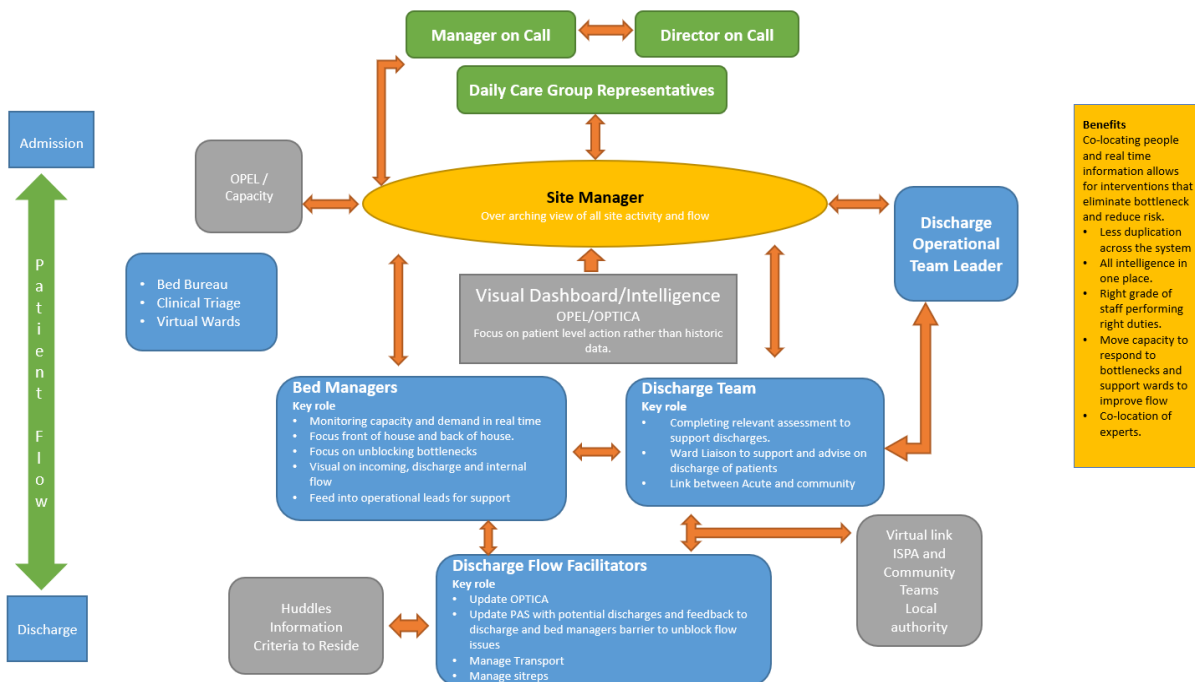 Manager on Call
Director on Call
Daily Care Group Representatives
Admission
OPEL /
Capacity
Site Manager
Over arching view of all site activity and flow
Discharge
Operational
Team Leader
Benefits
Co-locating people
and real time
information allows
for interventions that
eliminate bottleneck
and reduce risk.
• Less duplication
across the system
• All intelligence in
one place.
• Right grade of
staff performing
right duties.
• Move capacity to
respond to
bottlenecks and
support wards to
improve flow
• Co-location of
experts.
Patient Flow
• Bed Bureau
• Clinical Triage
• Virtual Wards
Visual Dashboard/Intelligence
OPEL/OPTICA
Focus on patient level action rather than historic
data.
Bed Managers
Key role
• Monitoring capacity and demand in real time
• Focus front of house and back of house.
• Focus on unblocking bottlenecks
• Visual on incoming, discharge and internal
flow
• Feed into operational leads for support
Discharge Team
Key role
• Completing relevant assessment to
support discharges.
• Ward Liaison to support and advise on
discharge of patients
• Link between Acute and community
Virtual link
ISPA and
Community
Teams
Local
authority
Discharge Flow Facilitators
Key role
• Update OPTICA
• Update PAS with potential discharges and feedback to
discharge and bed managers barrier to unblock flow
issues
• Manage Transport
• Manage sitreps
Huddles
Information
Criteria to Reside
Discharge